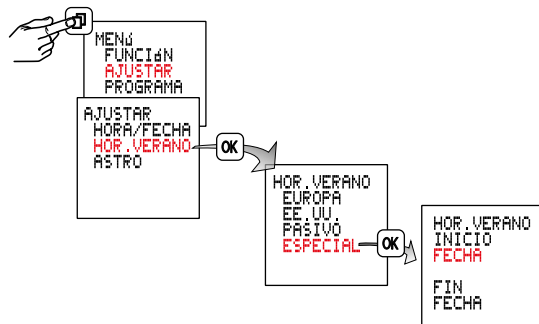 MENú
FUNCIóN
AJUSTAR
PROGRAMA
AJUSTAR
HORA/FECHA
HOR.VERANO
ASTRO
OK
HOR.VERANO
EUROPA
EE.UU.
PASIVO
ESPECIAL
OK
HOR.VERANO
INICIO
FECHA
FIN
FECHA